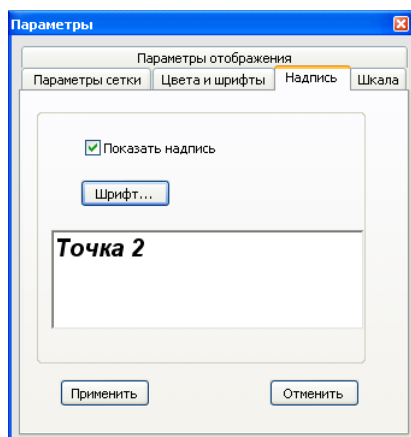 Параметры
Параметры отображения
Параметры сетки Цвета и шрифты Надпись Шкала
Показать надпись
Шрифт...
Точка 2
Применить Отменить